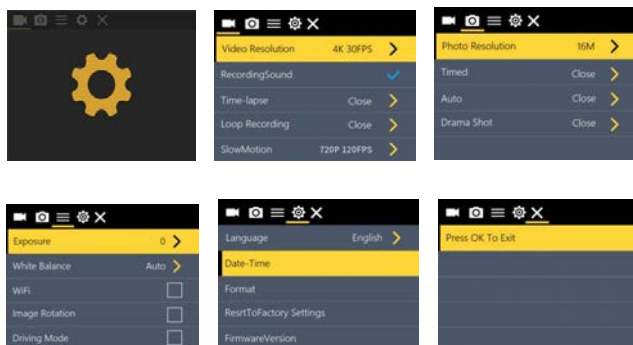 Video Resolution 4K 30FPS
RecordingSound
Time-lapse Close
Loop Recording Close
SlowMotion 720P 120FPS
Photo Resolution 16M
Timed Close
Auto Close
Drama Shot Close
Exposure 0
White Balance Auto
WiFi
Image Rotation
Driving Mode
Language English
Date-Time
Format
ResrtToFactory Settings
FirmwareVersion
Press OK To Exit